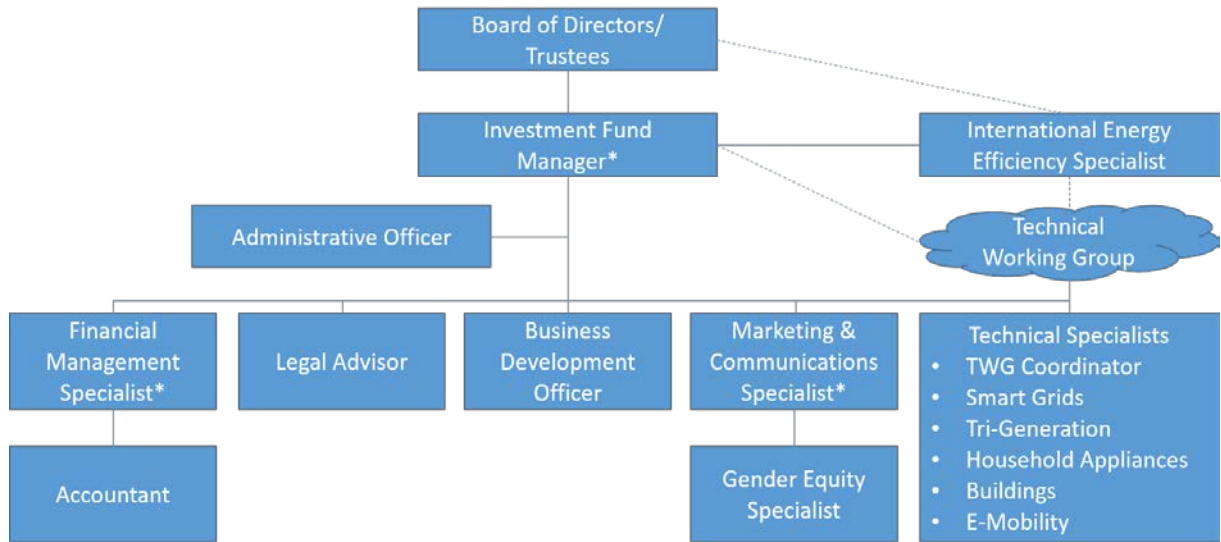 Board of Directors/
Trustees
Investment Fund
Manager*
International Energy
Efficiency Specialist
Administrative Officer
Technical
Working Group
Financial
Management
Specialist*
Legal Advisor
Business
Development
Officer
Marketing &
Communications
Specialist*
Technical Specialists
• TWG Coordinator
• Smart Grids
• Tri-Generation
• Household Appliances
• Buildings
• E-Mobility
Accountant
Gender Equity
Specialist